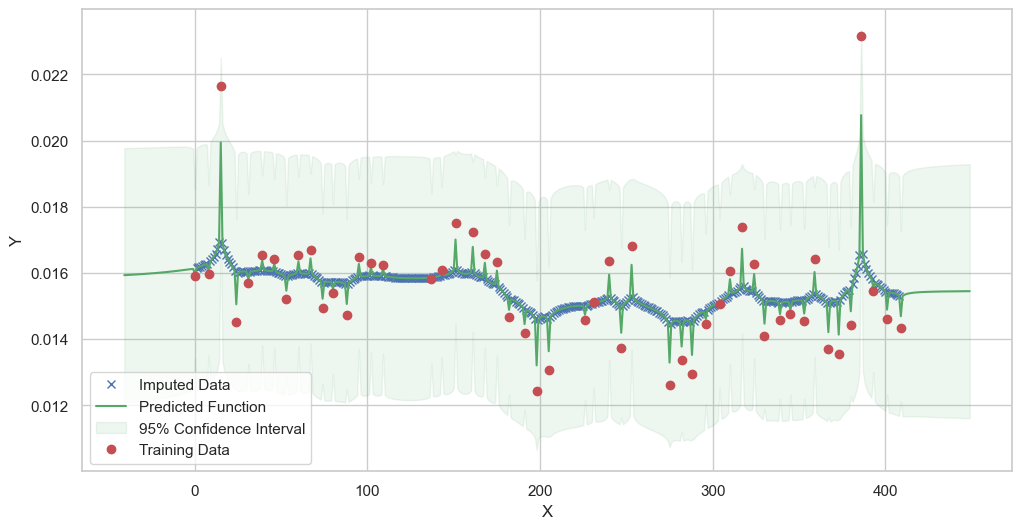 0.022
0.020
0.018
0.016
0.014
0.012
Y
Imputed Data
Predicted Function
95% Confidence Interval
Training Data
0 100 200 300 400
X